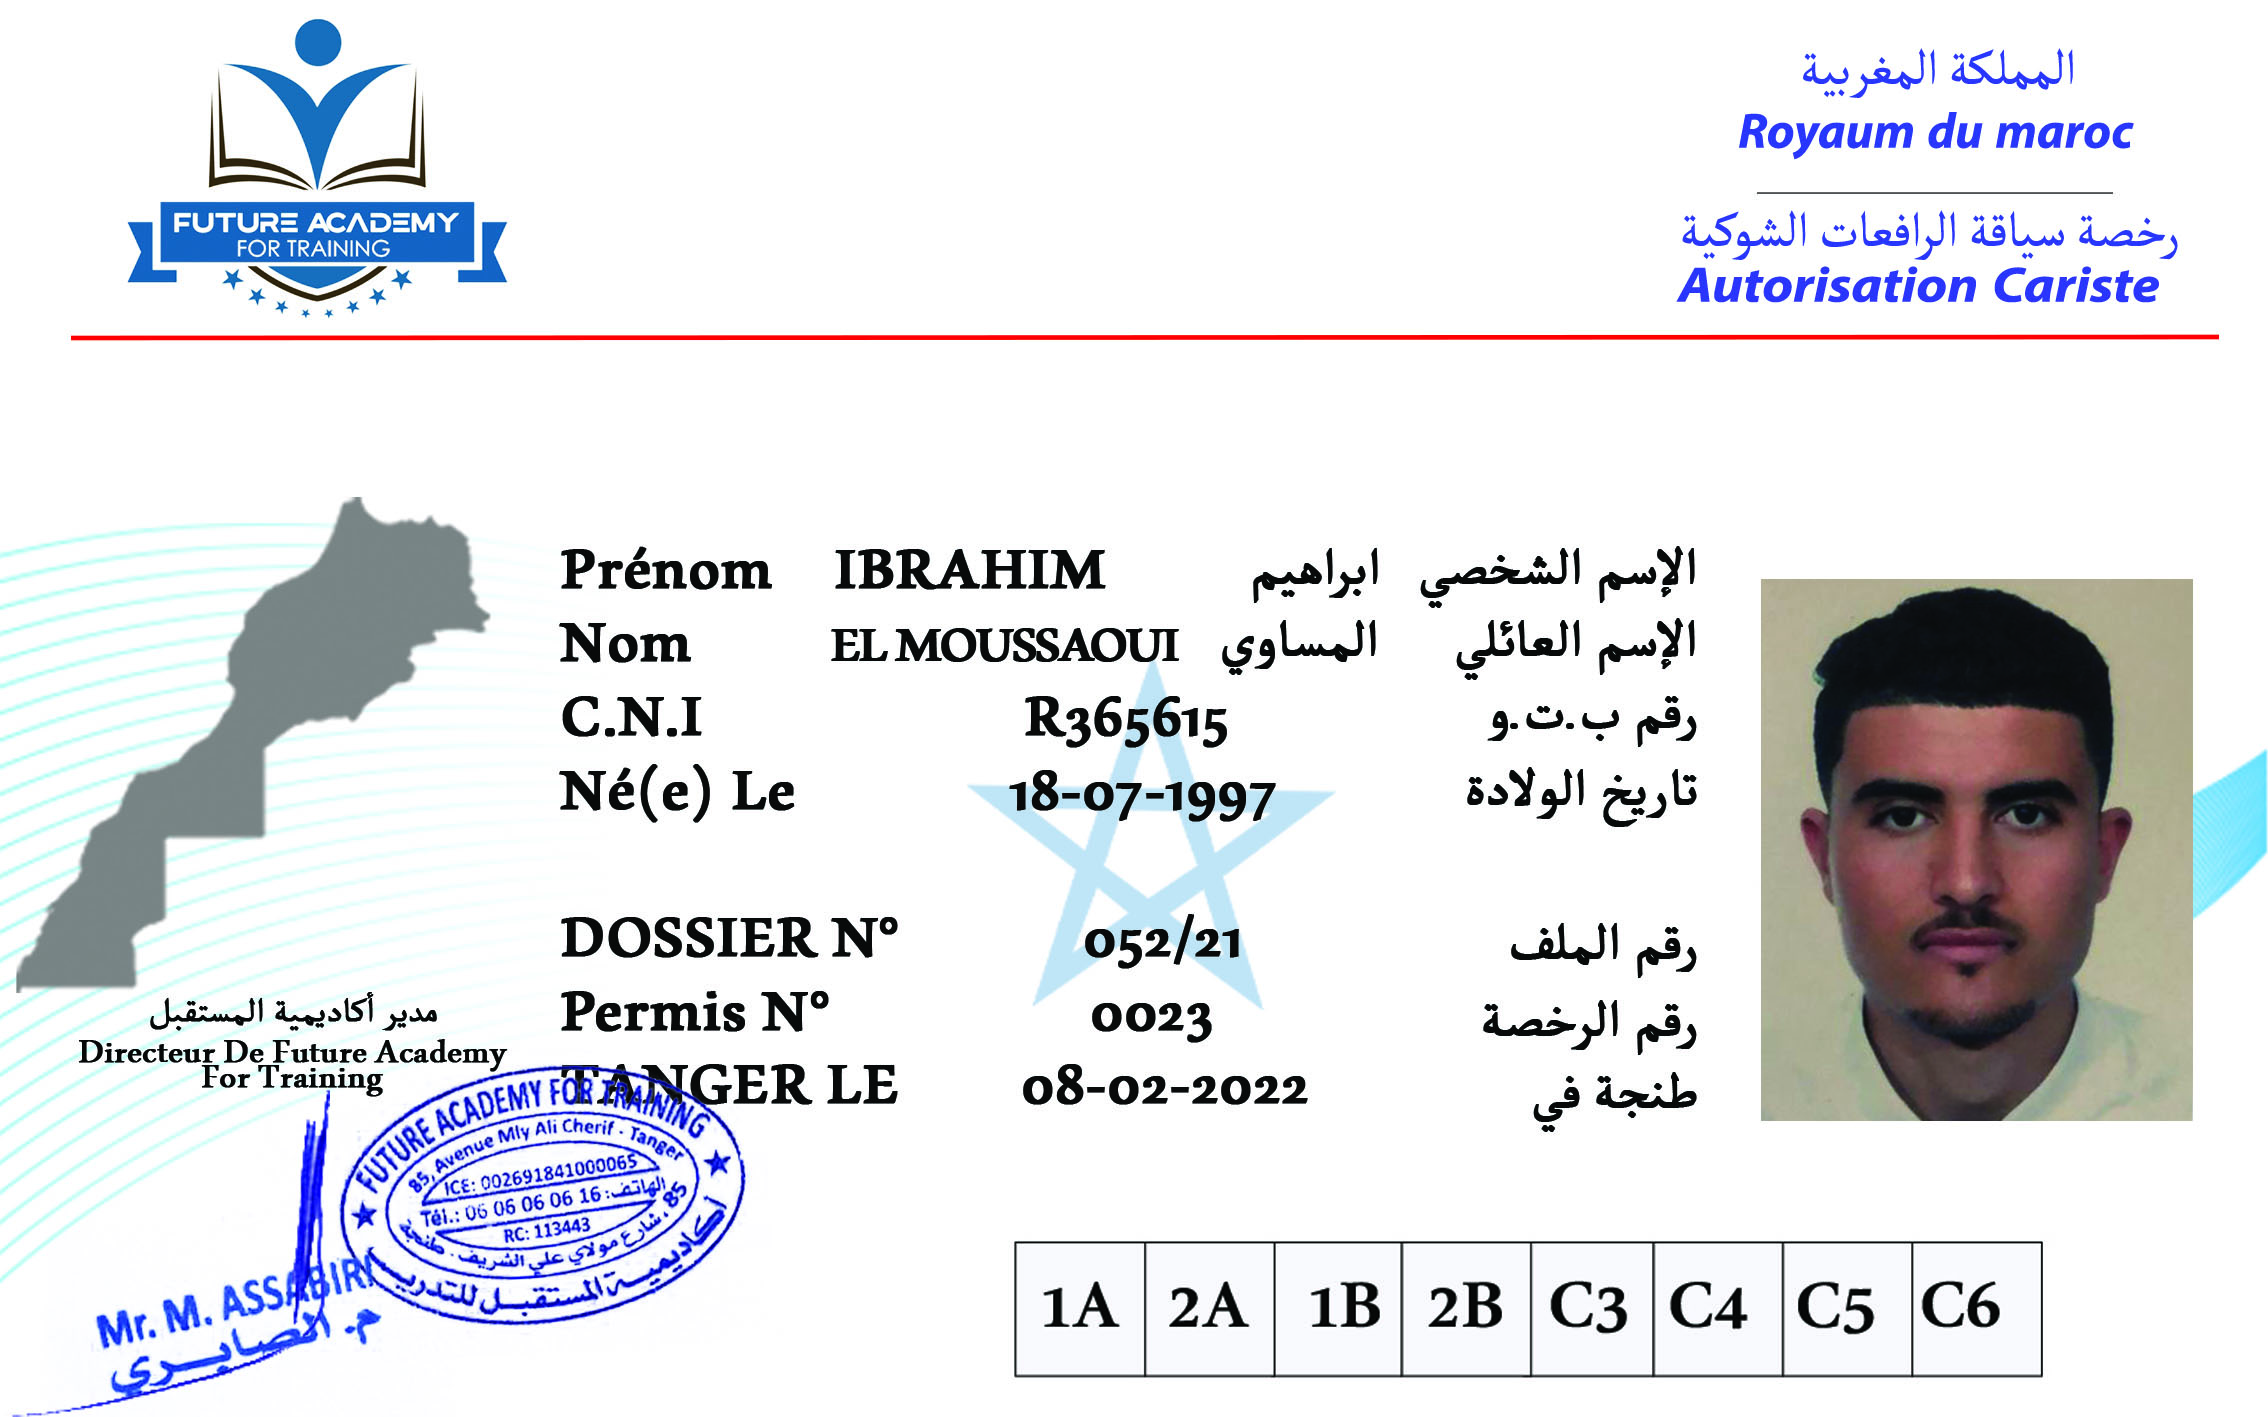 FUTURE ACADEMY
FOR TRAINING
المملكة المغربية
Royaum du maroc
رخصة سياقة الرافعات الشوكية
Autorisation Cariste
Prénom IBRAHIM ابراهيم الإسم الشخصي
Nom EL MOUSSAOUI المساوي الإسم العائلي
C.N.I R365615 رقم ب.ت.و
Né(e) Le 18-07-1997 تاريخ الولادة
DOSSIER N° 052/21 رقم الملف
Permis N° 0023 رقم الرخصة
TANGER LE 08-02-2022 طنجة في
مدير أكاديمية المستقبل
Directeur De Future Academy
For Training
FUTURE ACADEMY FOR TRAINING
85, Avenue Mly Ali Cherif - Tanger
ICE: 002691841000065
Tél.: 06 06 06 06 16 :الهاتف
RC: 113443
85، شارع مولاي علي الشريف - طنجة
أكاديمية المستقبل للتدريب
Mr. M. ASSABIRI
م. الصابري
1A 2A 1B 2B C3 C4 C5 C6